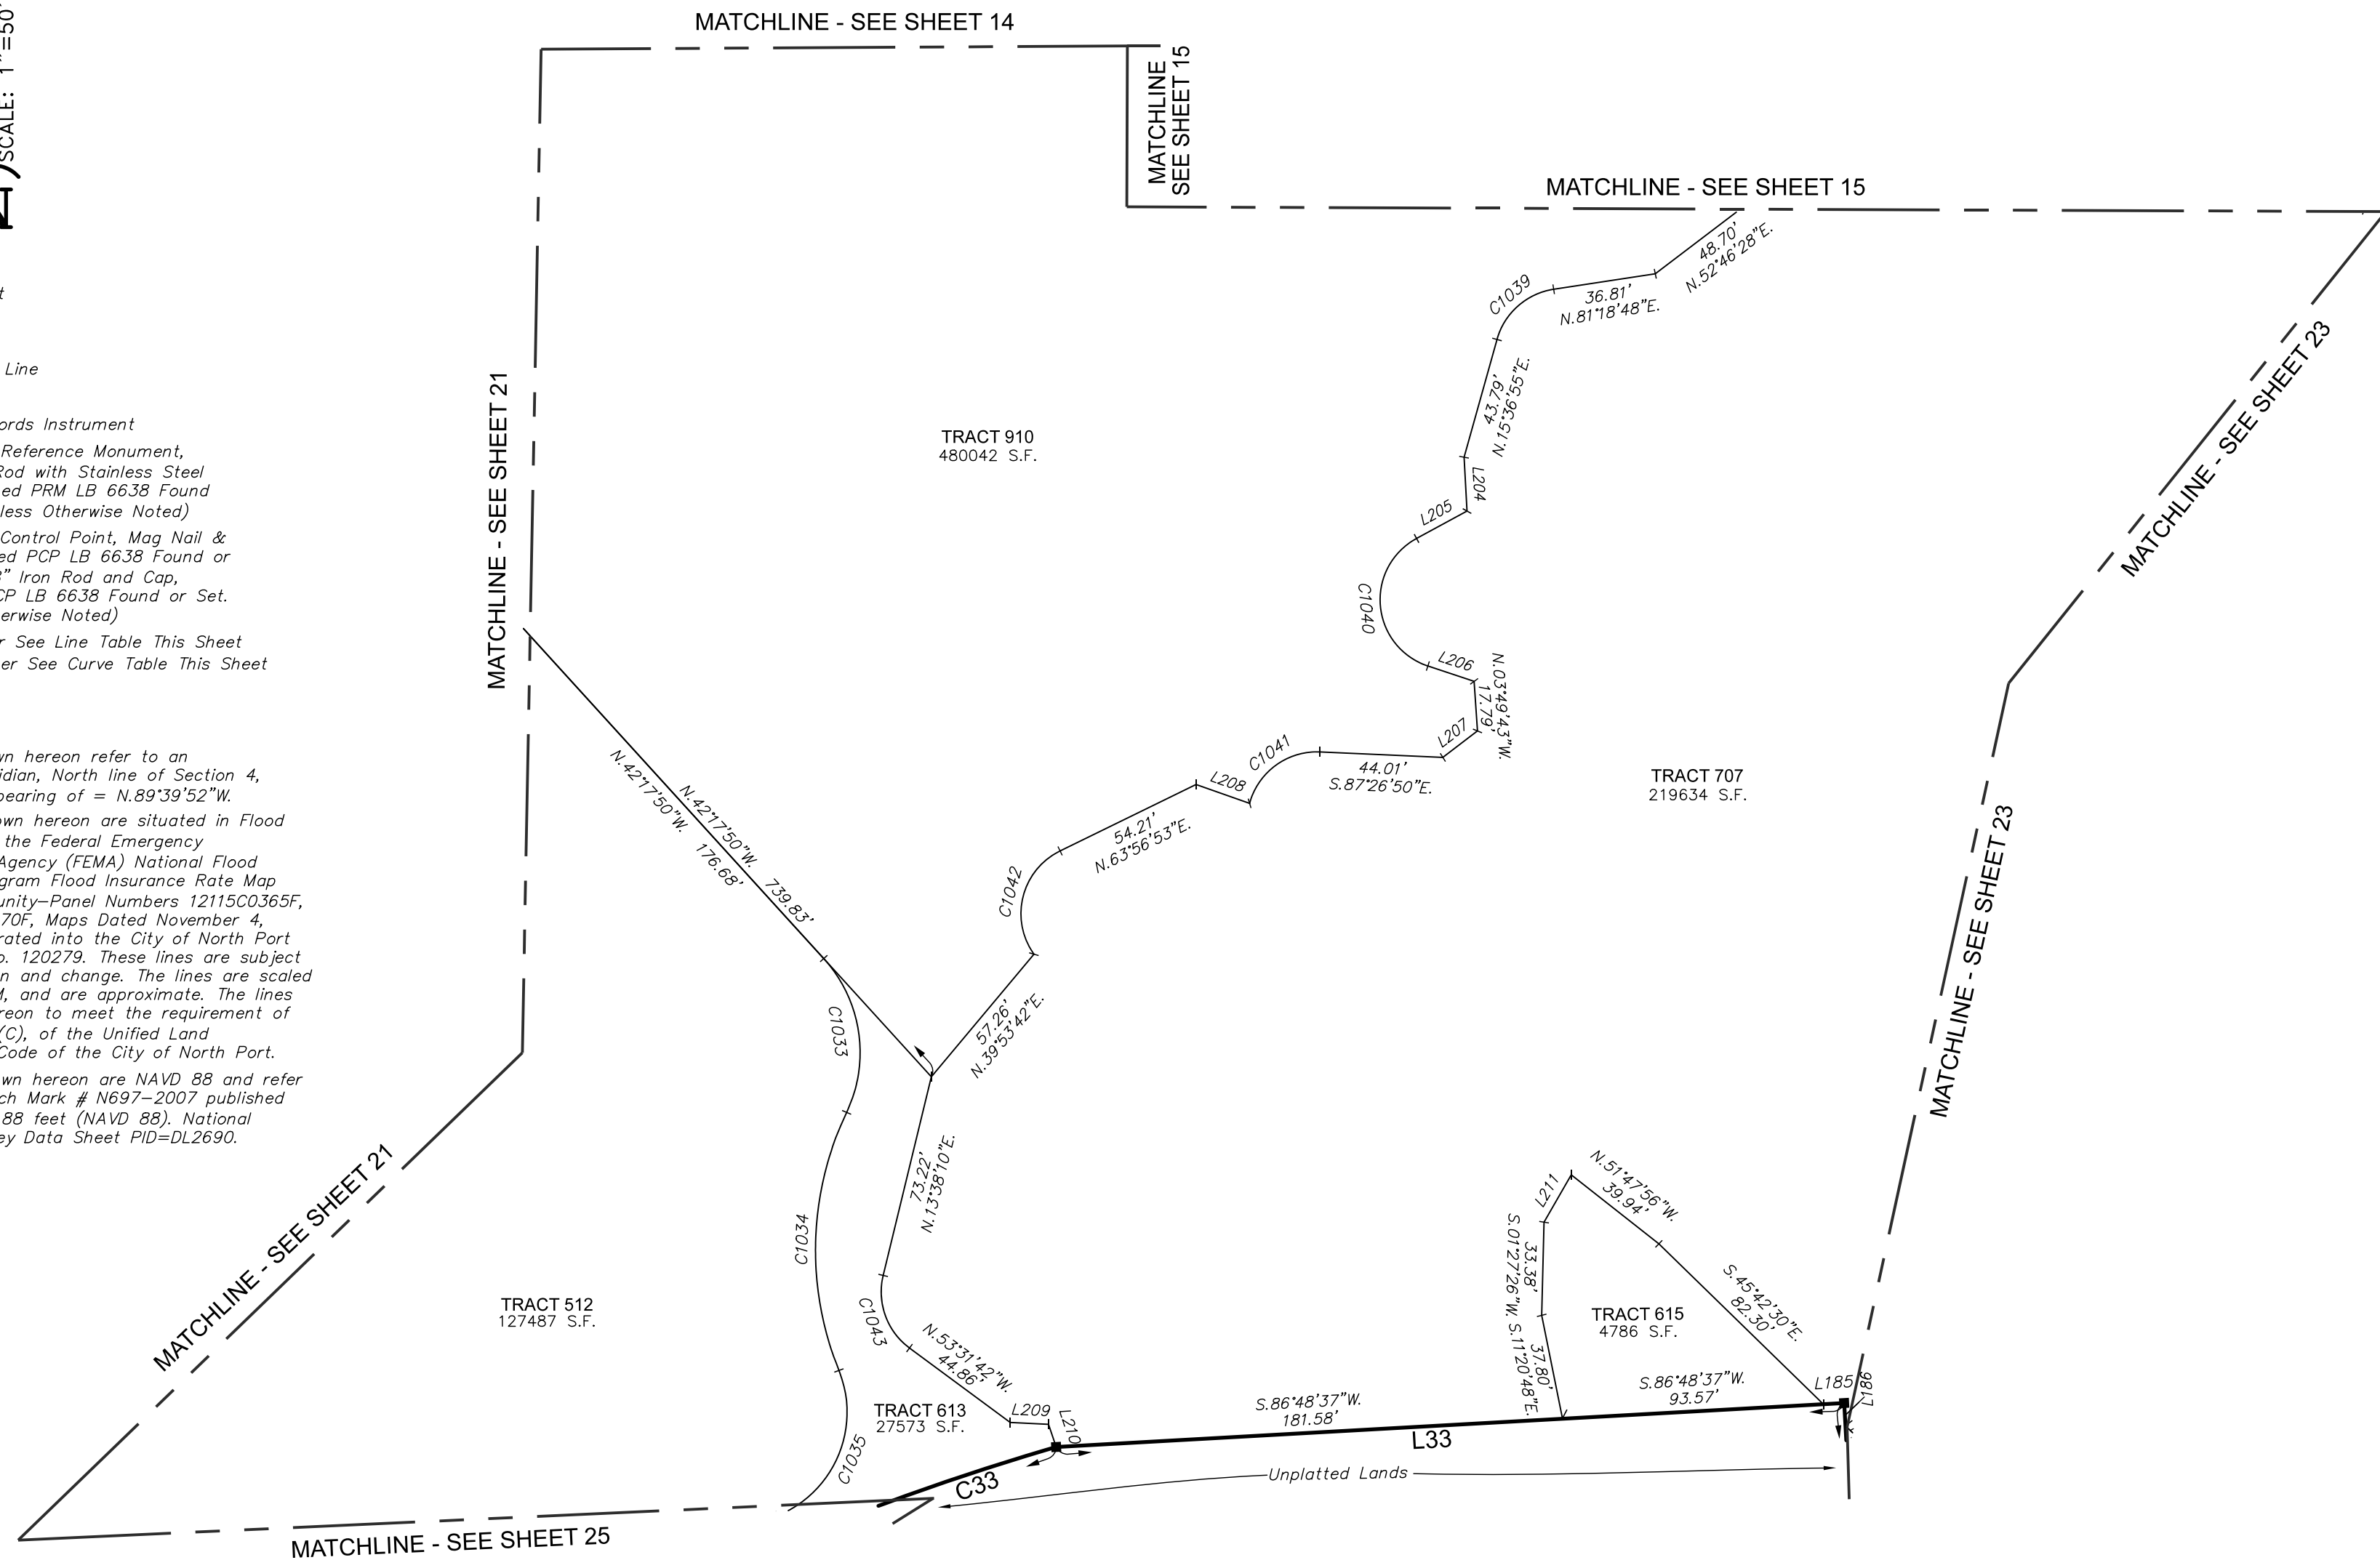 MATCHLINE - SEE SHEET 14
SCALE: 1"=50'
MATCHLINE
SEE SHEET 15
MATCHLINE - SEE SHEET 15
48.70'
N.52°46'28"E.
C1039
36.81'
N.81°18'48"E.
43.79'
N.15°36'55"E.
L204
L205
C1040
L206
N.03°49'43"W.
17.79'
L207
44.01'
S.87°26'50"E.
C1041
L208
54.21'
N.63°56'53"E.
C1042
57.26'
N.39°53'42"E.
TRACT 910
480042 S.F.
TRACT 707
219634 S.F.
MATCHLINE - SEE SHEET 21
MATCHLINE - SEE SHEET 23
MATCHLINE - SEE SHEET 23
N.42°17'50"W.
739.83'
N.42°17'50"W.
176.68'
C1033
C1034
C1035
73.22'
N.13°38'10"E.
C1043
N.53°31'42"W.
44.86'
L209
L210
TRACT 512
127487 S.F.
TRACT 613
27573 S.F.
TRACT 615
4786 S.F.
L211
N.51°47'56"W.
39.94'
S.45°42'30"E.
82.30'
33.38'
S.01°27'26"W.
37.80'
S.11°20'48"E.
S.86°48'37"W.
181.58'
S.86°48'37"W.
93.57'
L185
L186
L33
C33
Unplatted Lands
MATCHLINE - SEE SHEET 21
MATCHLINE - SEE SHEET 25
Line
ords Instrument
Reference Monument,
Rod with Stainless Steel
ed PRM LB 6638 Found
less Otherwise Noted)
Control Point, Mag Nail &
ed PCP LB 6638 Found or
8" Iron Rod and Cap,
CP LB 6638 Found or Set.
erwise Noted)
r See Line Table This Sheet
er See Curve Table This Sheet
wn hereon refer to an
idian, North line of Section 4,
bearing of = N.89°39'52"W.
own hereon are situated in Flood
the Federal Emergency
Agency (FEMA) National Flood
gram Flood Insurance Rate Map
unity-Panel Numbers 12115C0365F,
70F, Maps Dated November 4,
rated into the City of North Port
o. 120279. These lines are subject
n and change. The lines are scaled
M, and are approximate. The lines
reon to meet the requirement of
(C), of the Unified Land
Code of the City of North Port.
wn hereon are NAVD 88 and refer
ch Mark # N697-2007 published
88 feet (NAVD 88). National
ey Data Sheet PID=DL2690.